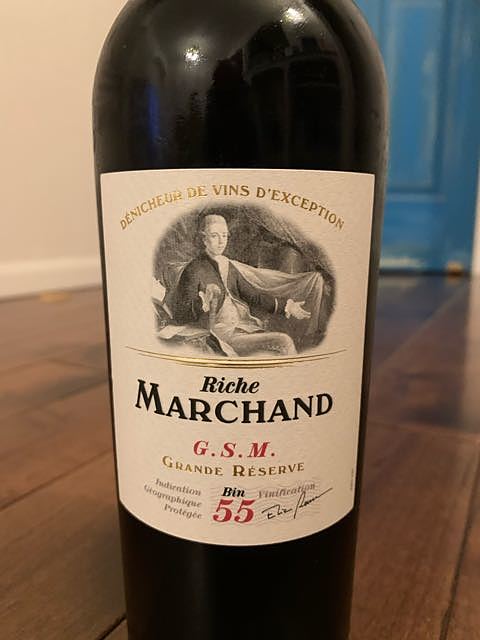 DÉNICHEUR DE VINS D'EXCEPTION
Riche
MARCHAND
G.S.M.
GRANDE RÉSERVE
Indication
Géographique
Protégée
Bin
55
Vinification